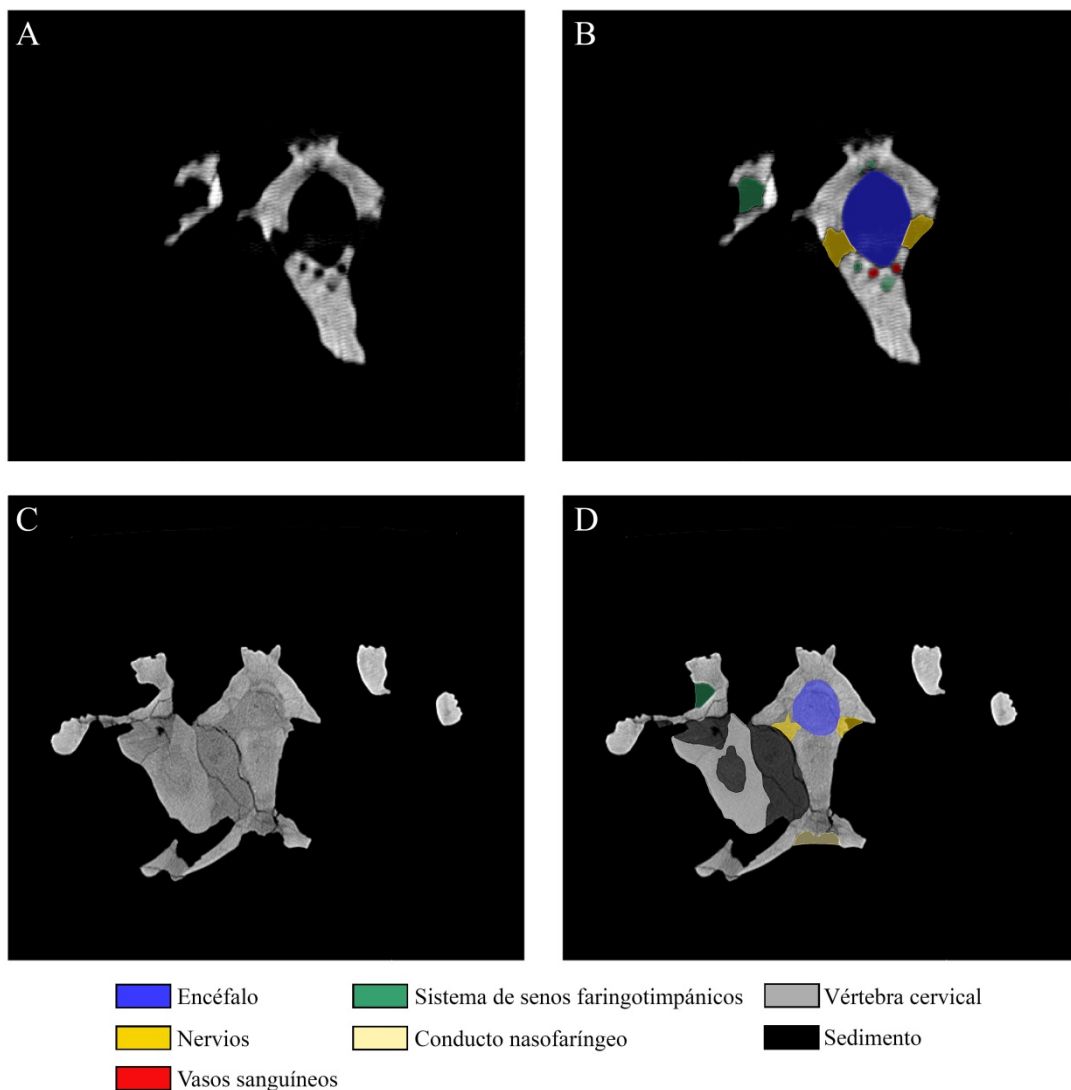 A
B
C
D
Encéfalo
Sistema de senos faringotimpánicos
Vértebra cervical
Nervios
Conducto nasofaríngeo
Sedimento
Vasos sanguíneos